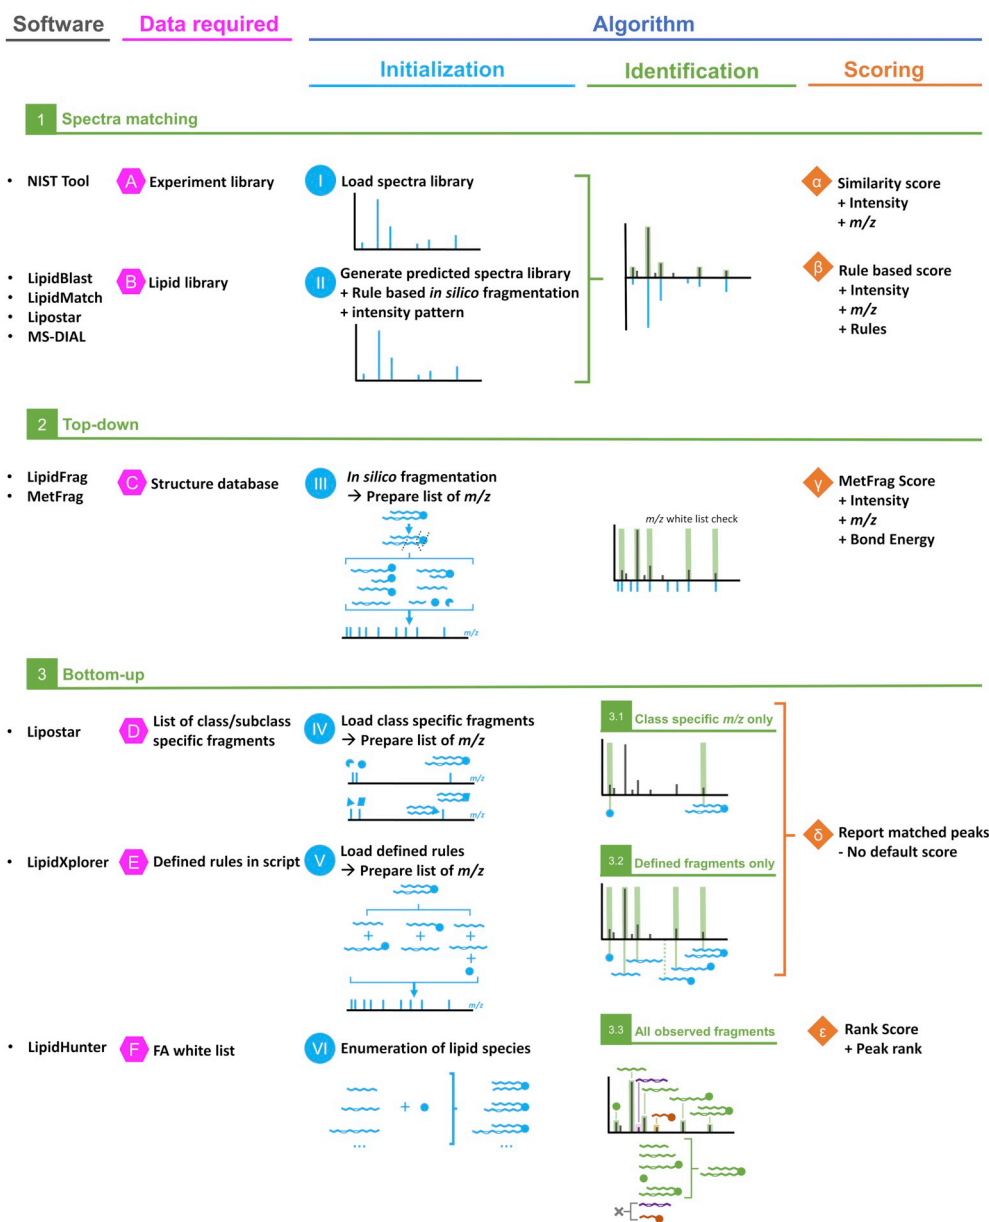 Software
Data required
Algorithm
Initialization
Identification
Scoring
1 Spectra matching
• NIST Tool
A Experiment library
I Load spectra library
α Similarity score
+ Intensity
+ m/z
• LipidBlast
• LipidMatch
• Lipostar
• MS-DIAL
B Lipid library
II Generate predicted spectra library
+ Rule based in silico fragmentation
+ intensity pattern
β Rule based score
+ Intensity
+ m/z
+ Rules
2 Top-down
• LipidFrag
• MetFrag
C Structure database
III In silico fragmentation
→ Prepare list of m/z
m/z
m/z white list check
γ MetFrag Score
+ Intensity
+ m/z
+ Bond Energy
3 Bottom-up
• Lipostar
D List of class/subclass
specific fragments
IV Load class specific fragments
→ Prepare list of m/z
m/z
m/z
3.1 Class specific m/z only
δ Report matched peaks
- No default score
• LipidXplorer
E Defined rules in script
V Load defined rules
→ Prepare list of m/z
+ + +
+
m/z
3.2 Defined fragments only
• LipidHunter
F FA white list
VI Enumeration of lipid species
+
... ...
3.3 All observed fragments
ε Rank Score
+ Peak rank